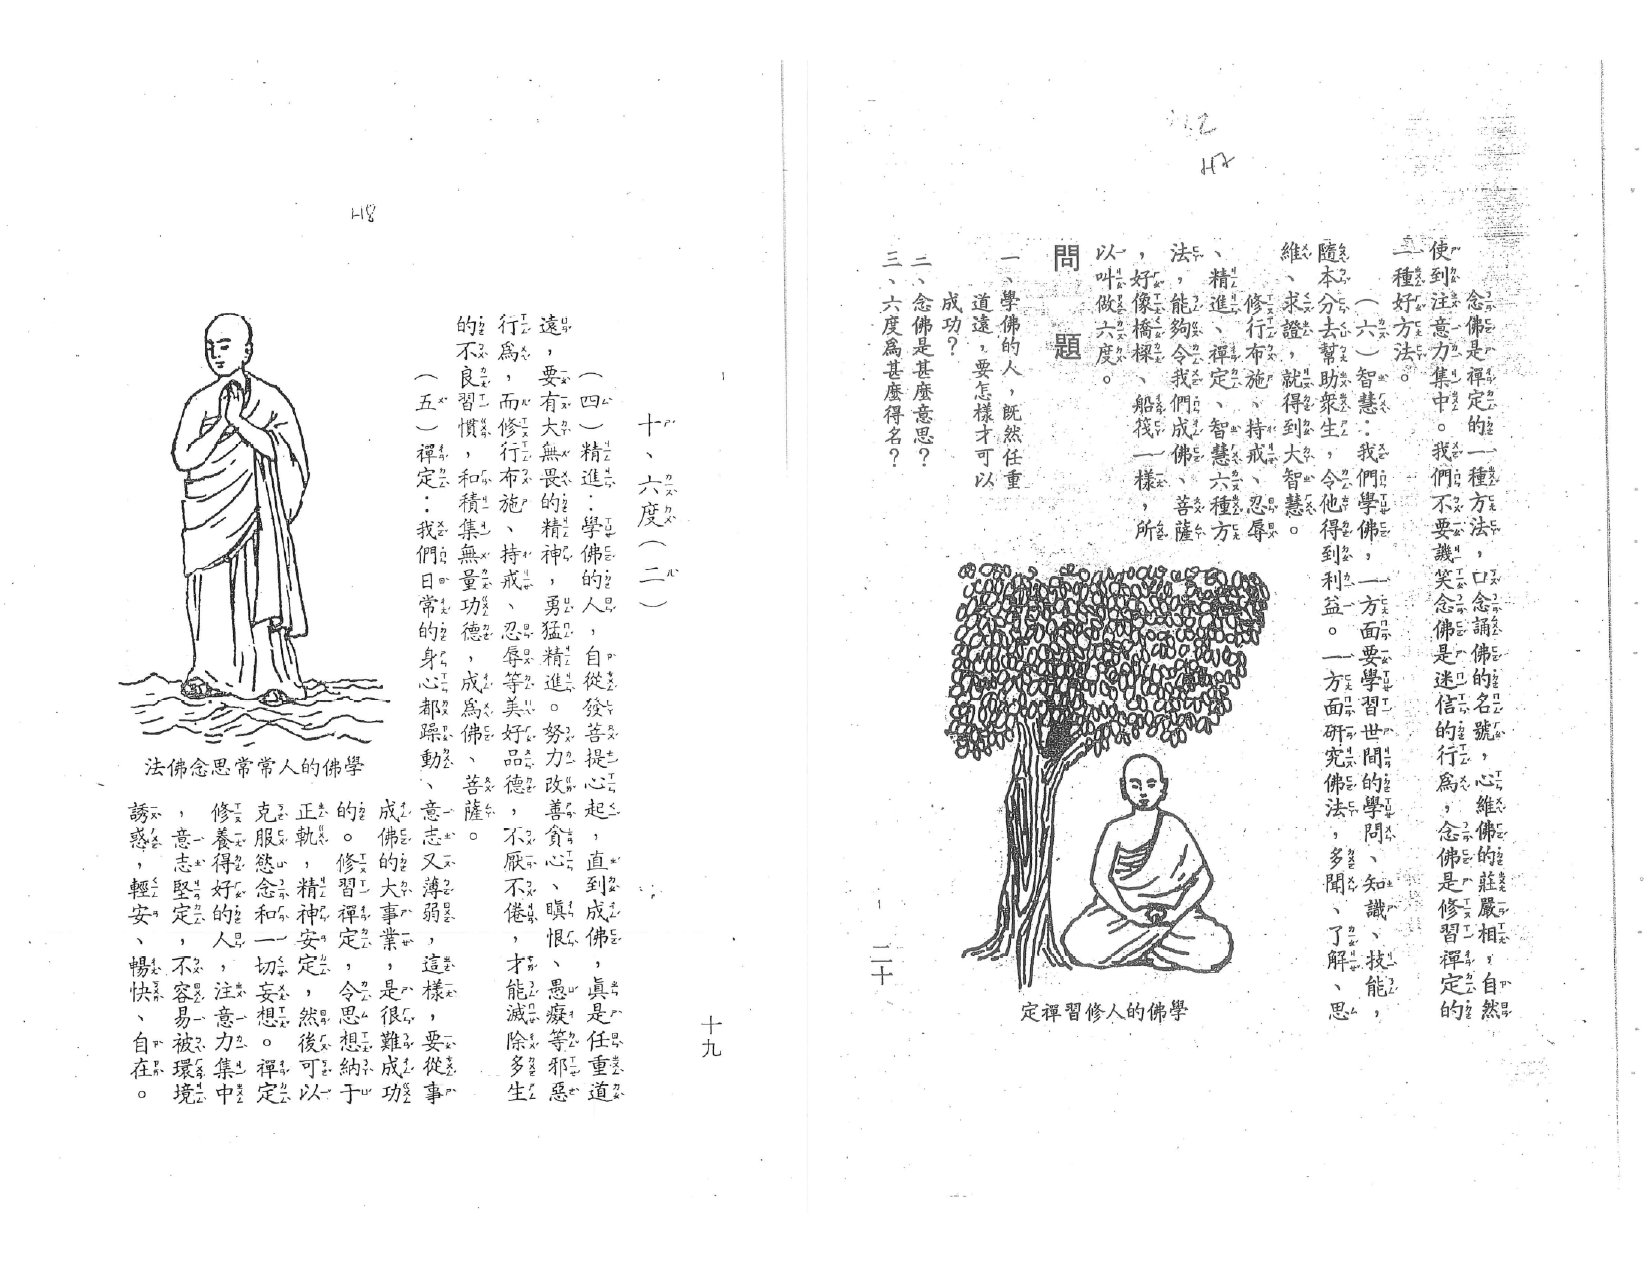 H8
十、六度（二）
（四）精進：學佛的人，自從發菩提心起，直到成佛，眞是任重道
遠，要有大無畏的精神，勇猛精進。努力改善貪心、瞋恨、愚癡等邪惡
行爲，而修行布施、持戒、忍辱等美好品德，不厭不倦，才能滅除多生
的不良習慣，和積集無量功德，成爲佛、菩薩。
（五）禪定：我們日常的身心都躁動、意志又薄弱，這樣，要從事
成佛的大事業，是很難成功
的。修習禪定，令思想納于
正軌，精神安定，然後可以
克服慾念和一切妄想。禪定
修養得好的人，注意力集中
，意志堅定，不容易被環境
誘惑，輕安、暢快、自在。
學佛的人常常思念佛法
十九
念佛是禪定的一種方法，口念誦佛的名號，心維佛的莊嚴相，自然
使到注意力集中。我們不要譏笑念佛是迷信的行爲，念佛是修習禪定的
一種好方法。
（六）智慧：我們學佛，一方面要學習世間的學問、知識、技能，
隨本分去幫助衆生，令他得到利益。一方面研究佛法，多聞、了解、思
維、求證，就得到大智慧。
修行布施、持戒、忍辱
、精進、禪定、智慧六種方
法，能夠令我們成佛、菩薩
，好像橋樑、船筏一樣，所
以叫做六度。
問題
一、學佛的人，旣然任重
道遠，要怎樣才可以
成功？
二、念佛是甚麼意思？
三、六度爲甚麼得名？
學佛的人修習禪定
二十